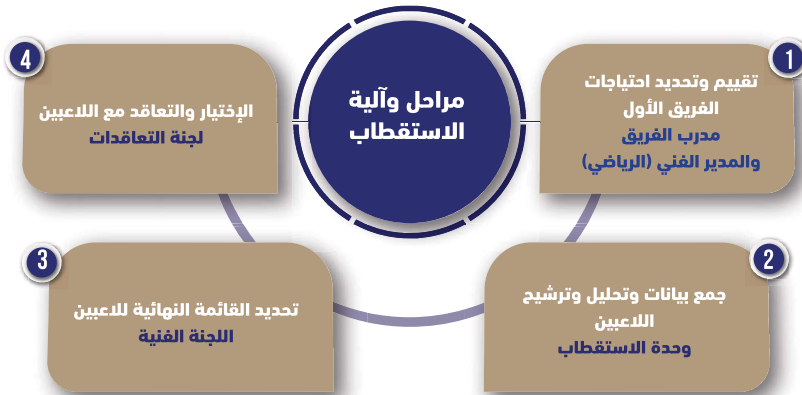 مراحل وآلية
الاستقطاب
1
تقييم وتحديد احتياجات
الفريق الأول
مدرب الفريق
والمدير الفني (الرياضي)
2
جمع بيانات وتحليل وترشيح
اللاعبين
وحدة الاستقطاب
3
تحديد القائمة النهائية للاعبين
اللجنة الفنية
4
الإختيار والتعاقد مع اللاعبين
لجنة التعاقدات